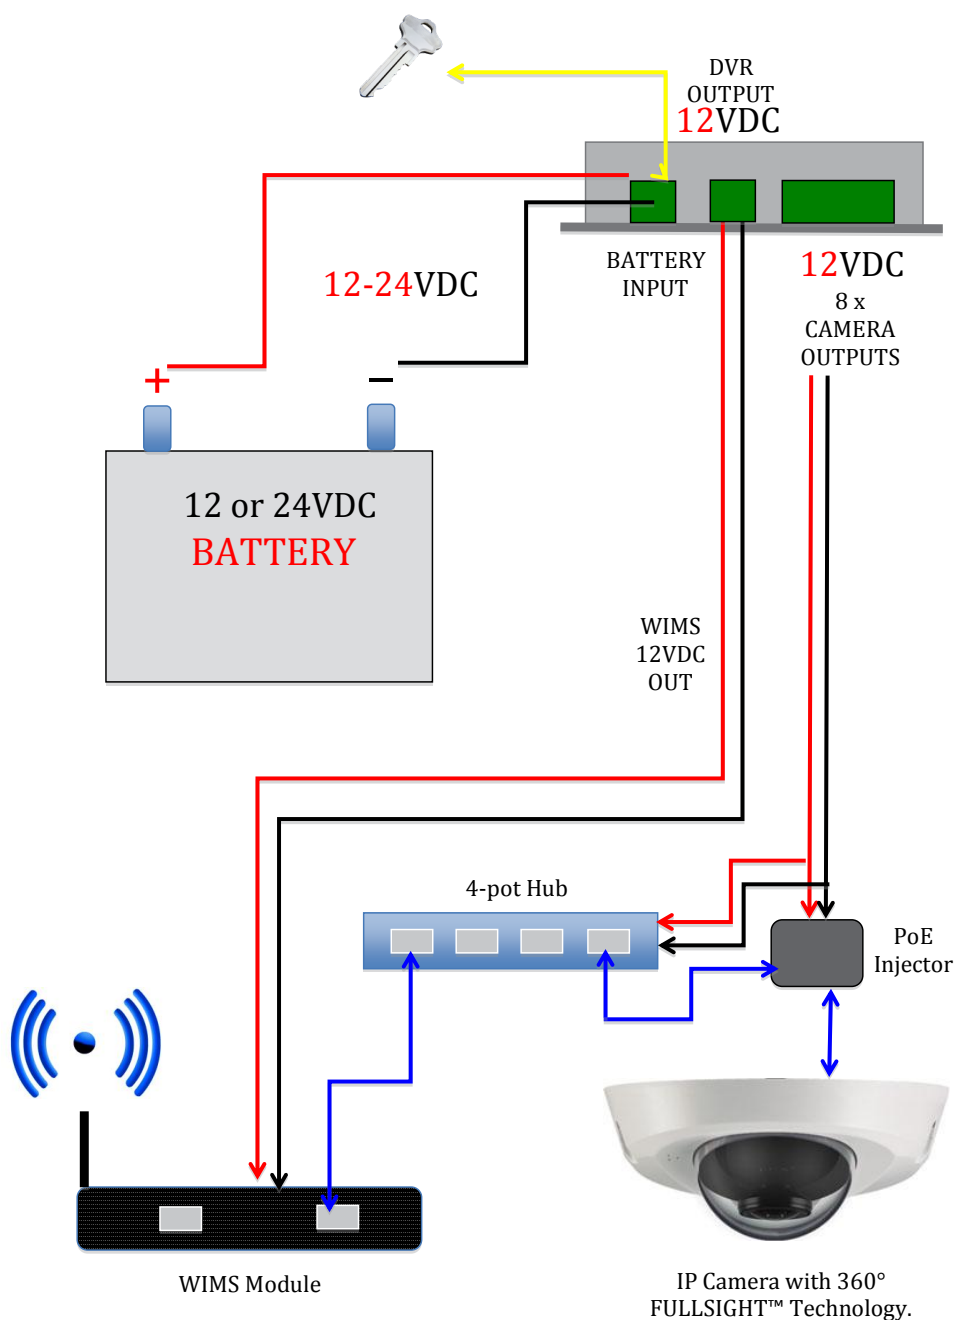 DVR
OUTPUT
12VDC
BATTERY
INPUT
12VDC
8 x
CAMERA
OUTPUTS
12-24VDC
+
–
12 or 24VDC
BATTERY
WIMS
12VDC
OUT
4-pot Hub
PoE
Injector
WIMS Module
IP Camera with 360°
FULLSIGHT™ Technology.